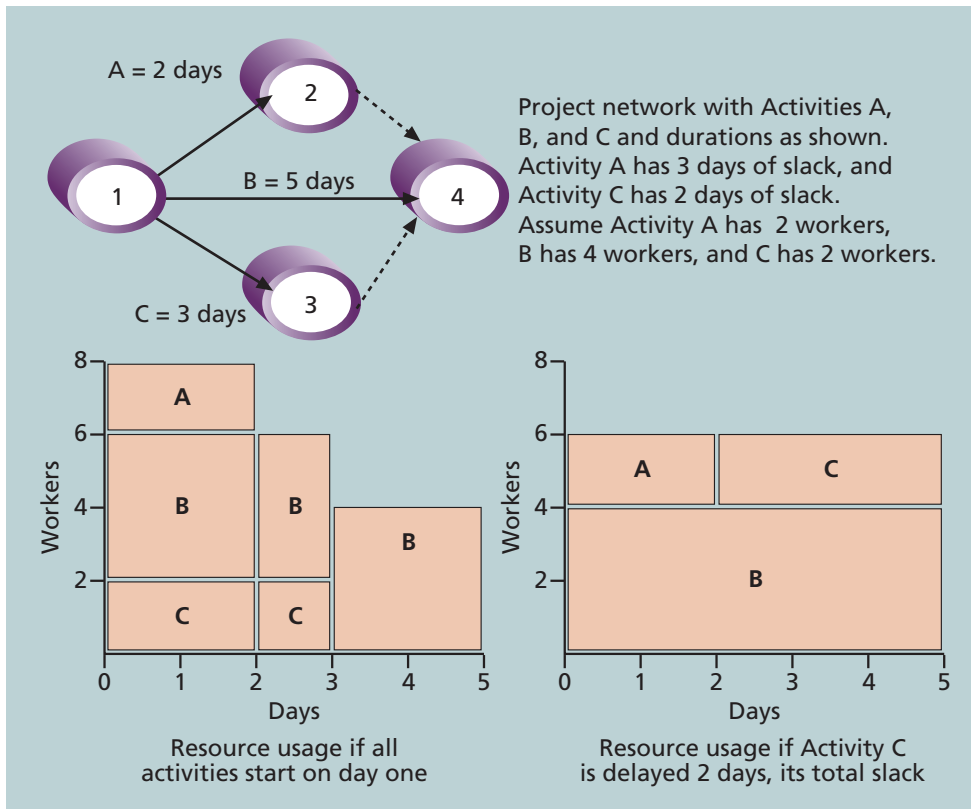 A = 2 days
2
Project network with Activities A,
B, and C and durations as shown.
Activity A has 3 days of slack, and
Activity C has 2 days of slack.
Assume Activity A has 2 workers,
B has 4 workers, and C has 2 workers.
B = 5 days
1
4
C = 3 days
3
8
6
4
2
Workers
A
B
B
B
C
C
0 1 2 3 4 5
Days
Resource usage if all
activities start on day one
8
6
4
2
Workers
A
C
B
0 1 2 3 4 5
Days
Resource usage if Activity C
is delayed 2 days, its total slack